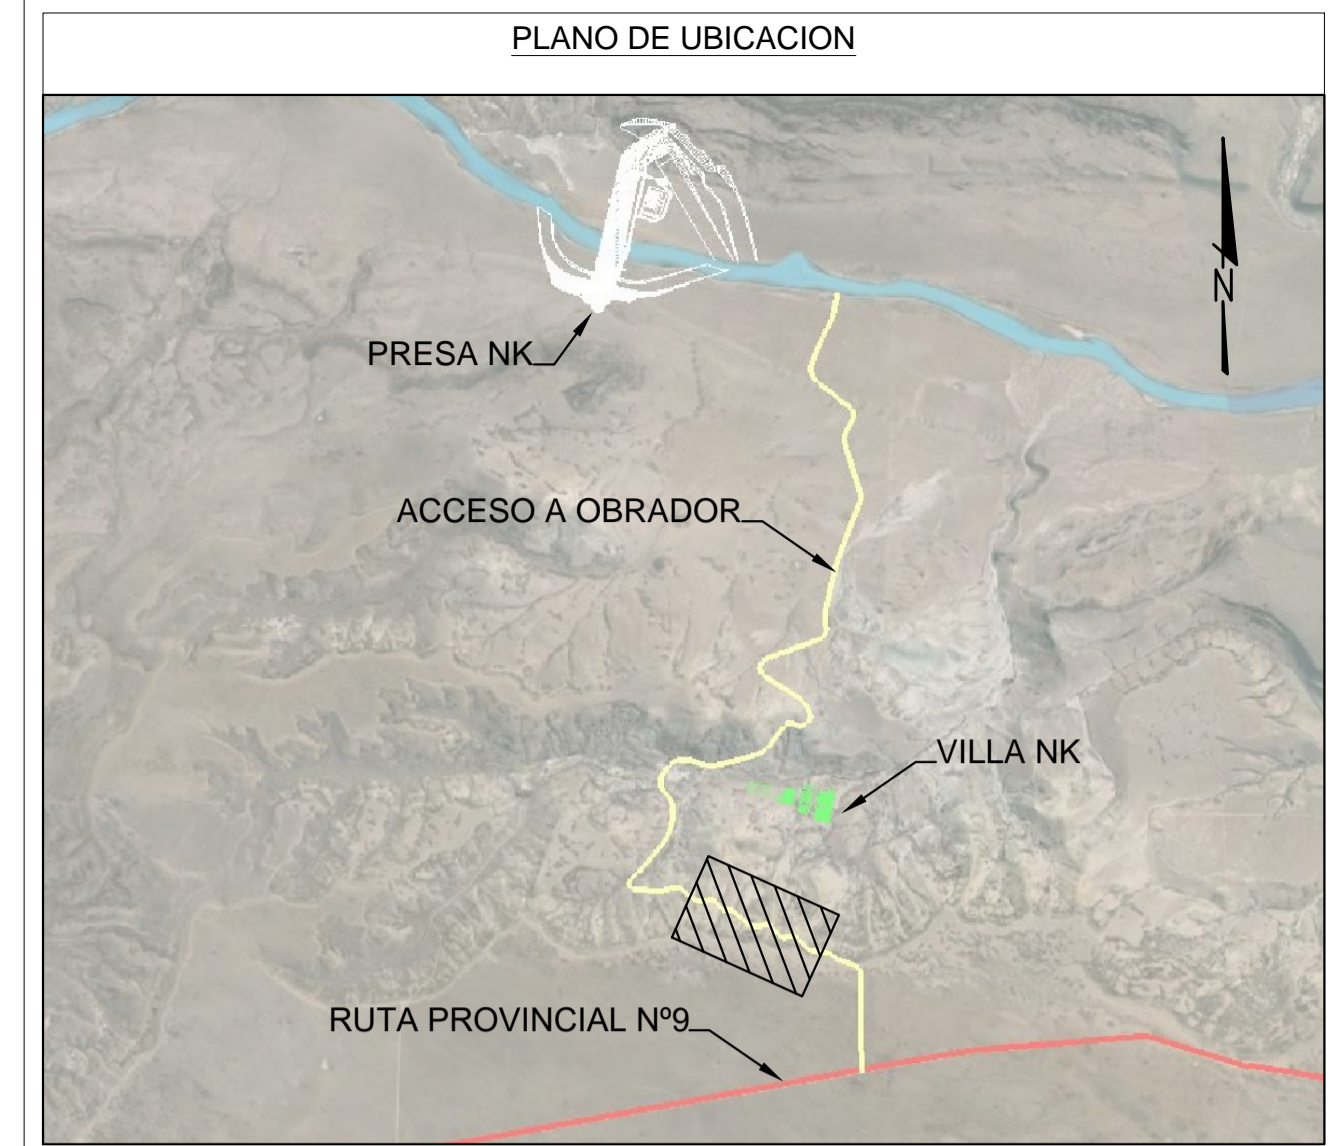 PLANO DE UBICACION
N
PRESA NK
ACCESO A OBRADOR
VILLA NK
RUTA PROVINCIAL Nº9